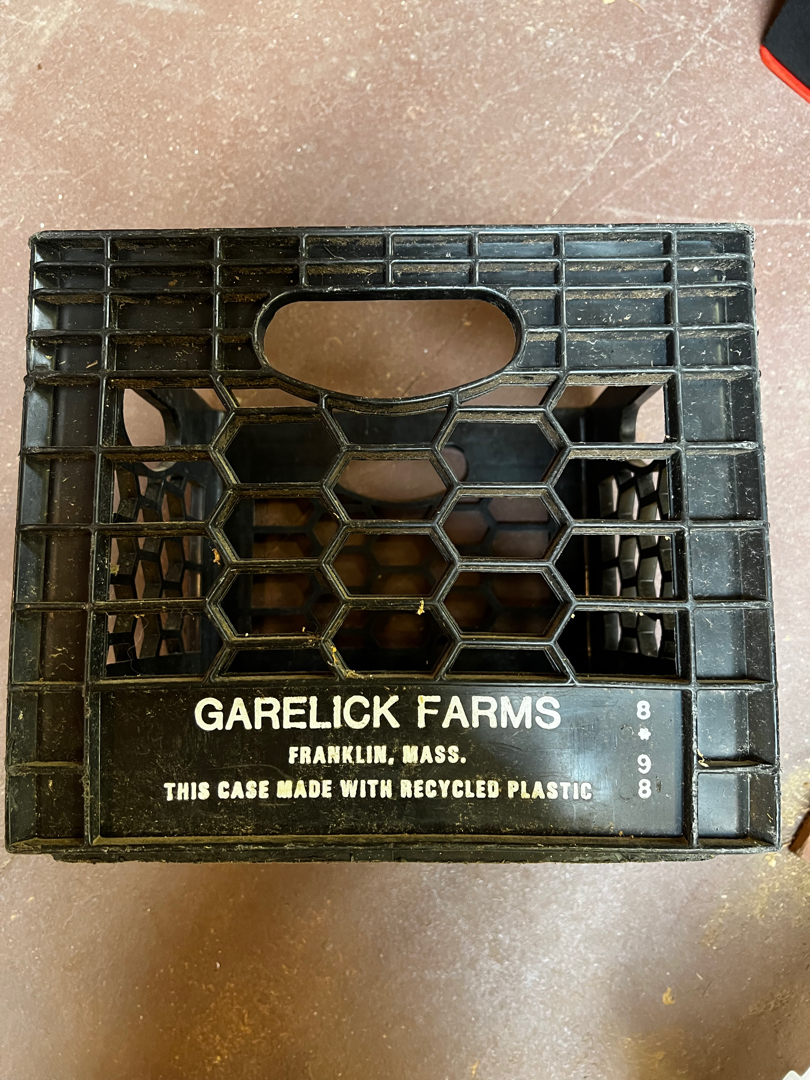 GARELICK FARMS
FRANKLIN, MASS.
THIS CASE MADE WITH RECYCLED PLASTIC
8
*
9
8